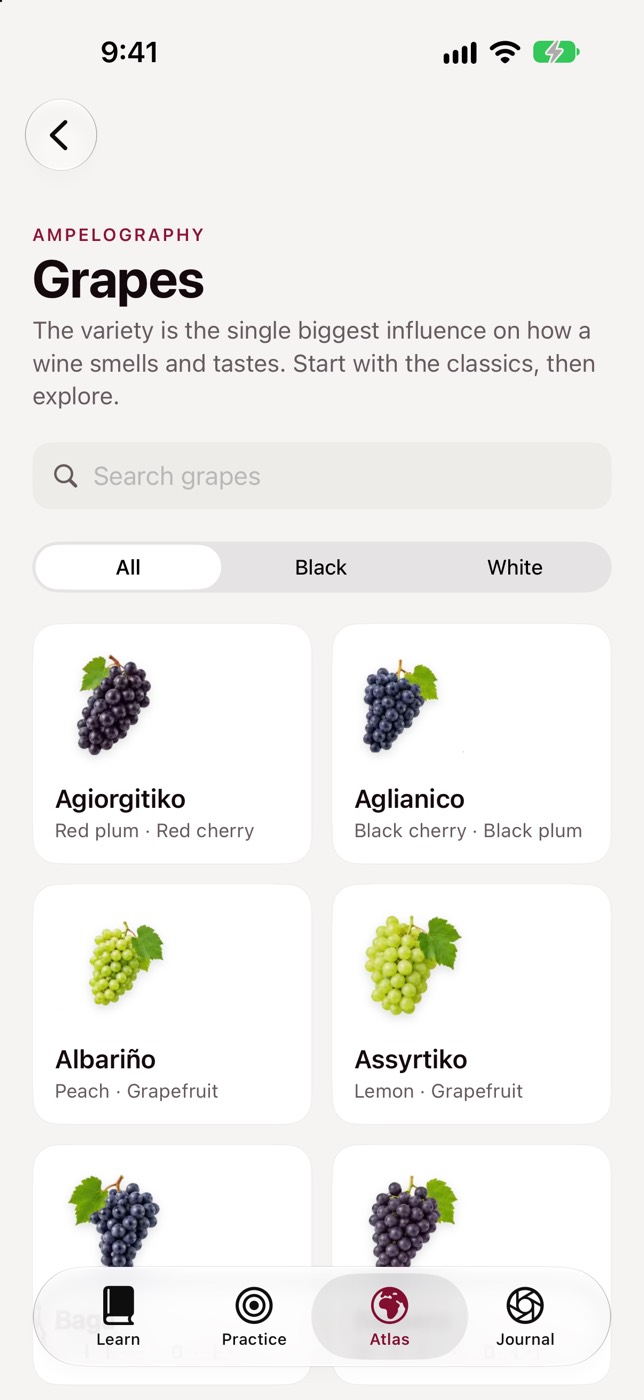 9:41
AMPELOGRAPHY
Grapes
The variety is the single biggest influence on how a
wine smells and tastes. Start with the classics, then
explore.
Search grapes
All Black White
Agiorgitiko
Red plum · Red cherry
Aglianico
Black cherry · Black plum
Albariño
Peach · Grapefruit
Assyrtiko
Lemon · Grapefruit
Learn Practice Atlas Journal